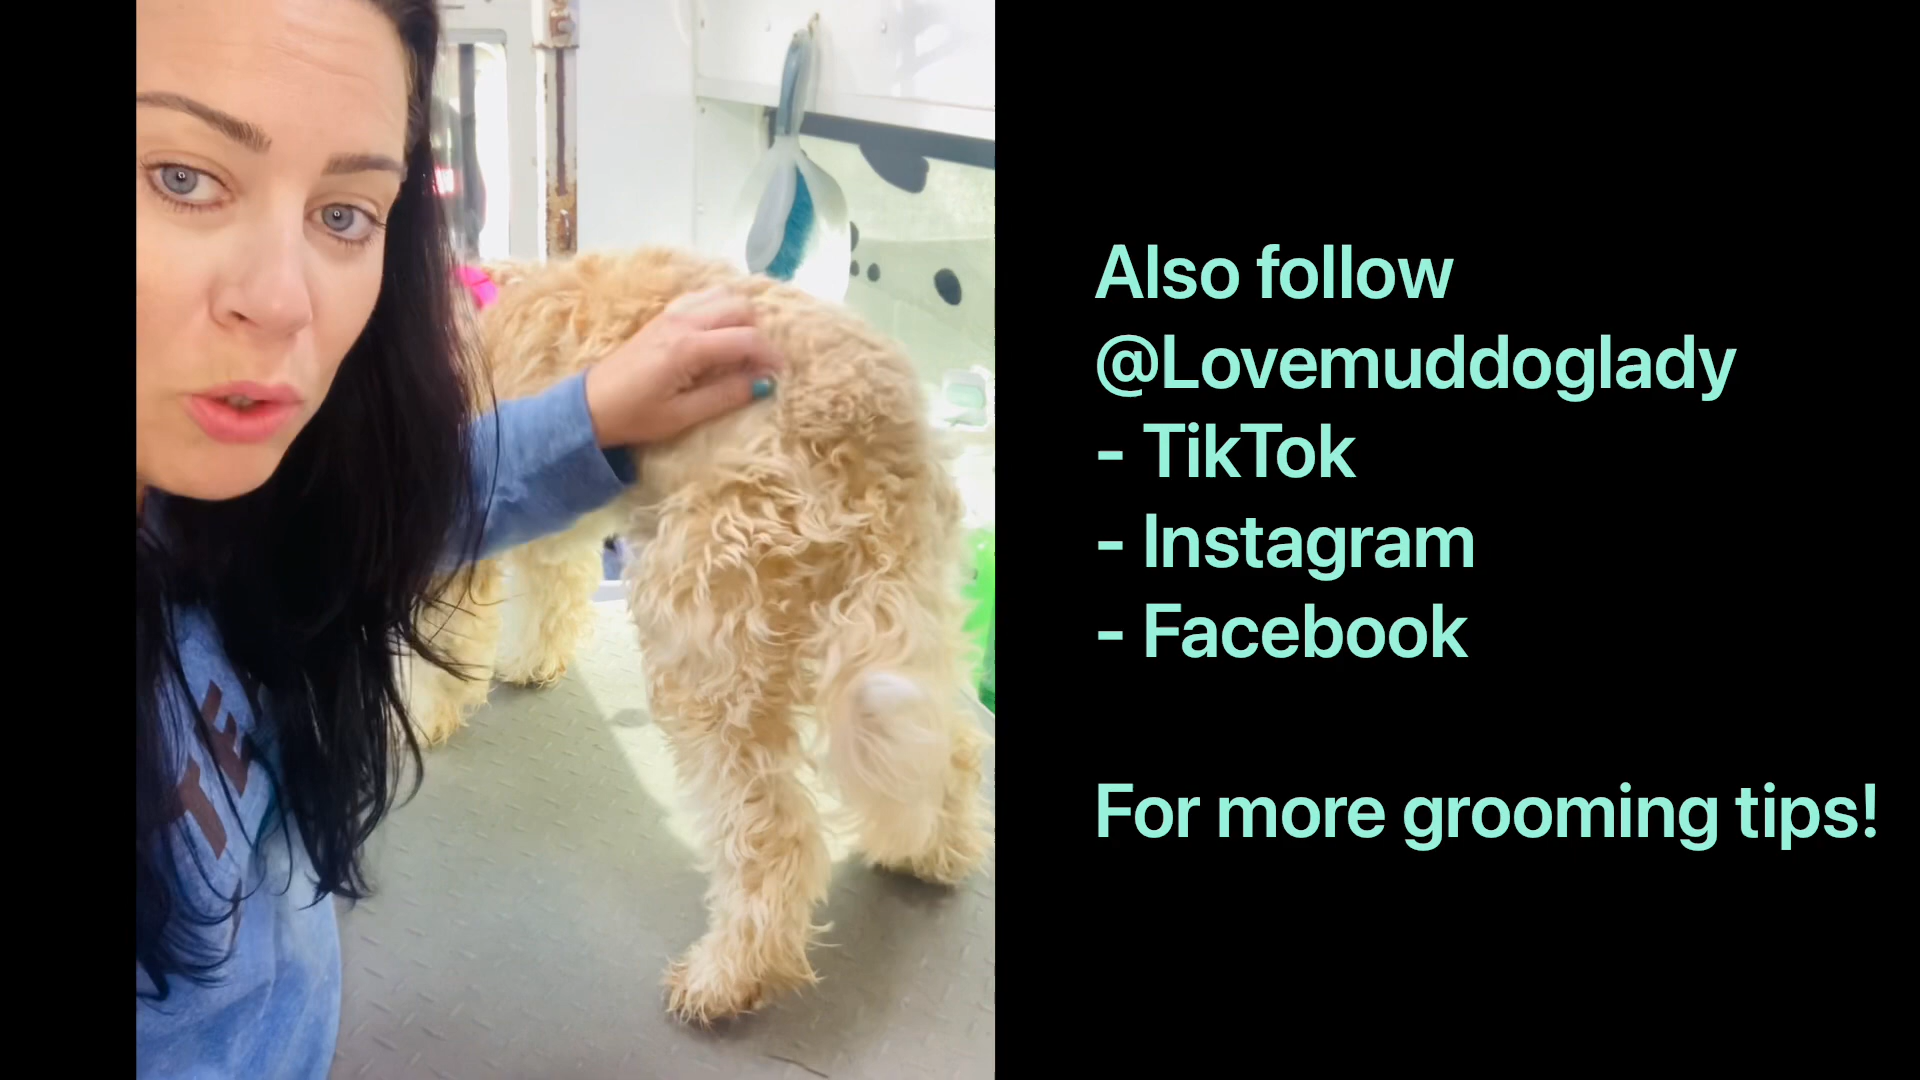 Also follow
@Lovemuddoglady
- TikTok
- Instagram
- Facebook
For more grooming tips!